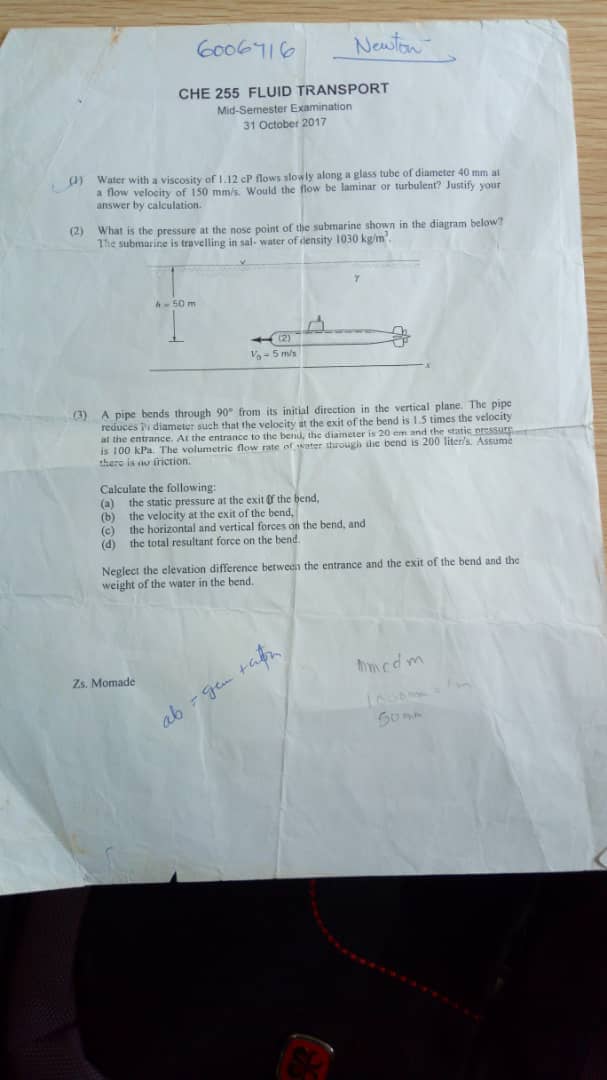 6006716 Newton
CHE 255 FLUID TRANSPORT
Mid-Semester Examination
31 October 2017
(1) Water with a viscosity of 1.12 cP flows slowly along a glass tube of diameter 40 mm at
a flow velocity of 150 mm/s. Would the flow be laminar or turbulent? Justify your
answer by calculation.
(2) What is the pressure at the nose point of the submarine shown in the diagram below?
The submarine is travelling in sal- water of density 1030 kg/m³.
γ
h = 50 m
(2)
V₀ = 5 m/s
x
(3) A pipe bends through 90° from its initial direction in the vertical plane. The pipe
reduces in diameter such that the velocity at the exit of the bend is 1.5 times the velocity
at the entrance. At the entrance to the bend, the diameter is 20 cm and the static pressure
is 100 kPa. The volumetric flow rate of water through the bend is 200 liter/s. Assume
there is no friction.
Calculate the following:
(a) the static pressure at the exit of the bend,
(b) the velocity at the exit of the bend,
(c) the horizontal and vertical forces on the bend, and
(d) the total resultant force on the bend.
Neglect the elevation difference between the entrance and the exit of the bend and the
weight of the water in the bend.
Zs. Momade
ab = gau + atm
50mm